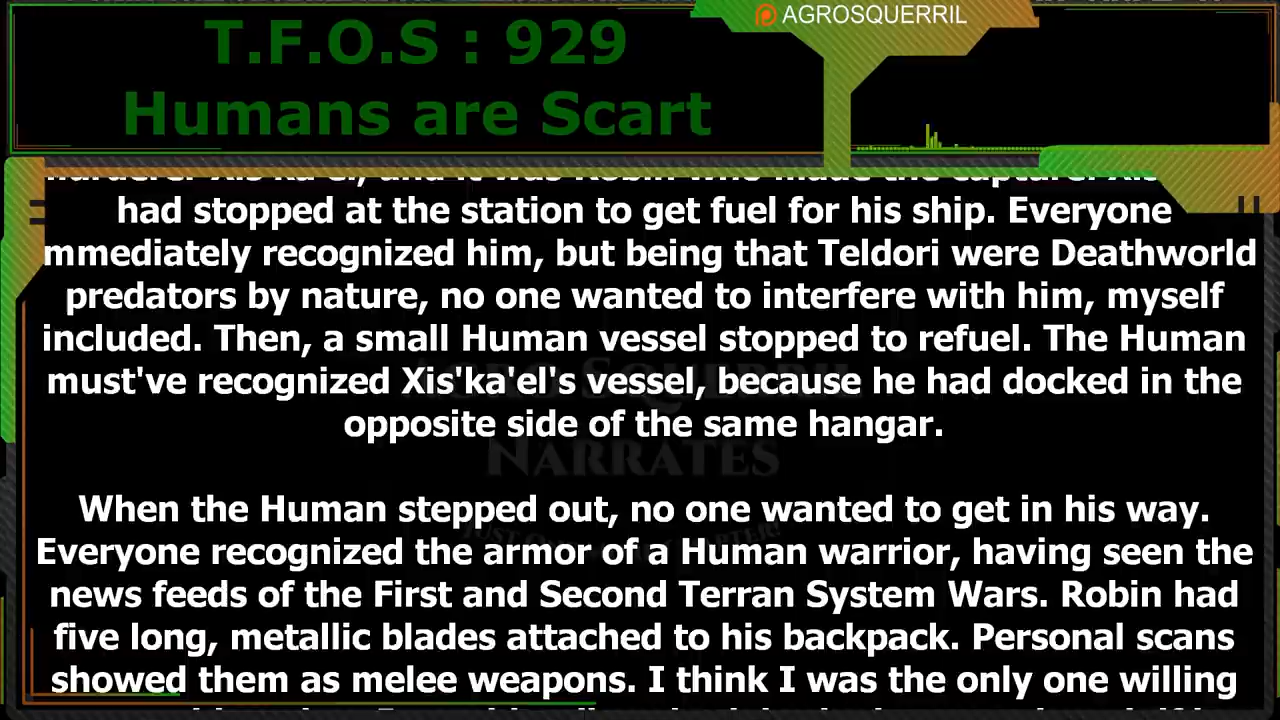 AGROSQUERRIL
T.F.O.S : 929
Humans are Scart
had stopped at the station to get fuel for his ship. Everyone
mmediately recognized him, but being that Teldori were Deathworld
predators by nature, no one wanted to interfere with him, myself
included. Then, a small Human vessel stopped to refuel. The Human
must've recognized Xis'ka'el's vessel, because he had docked in the
opposite side of the same hangar.
NARRATES
When the Human stepped out, no one wanted to get in his way.
Everyone recognized the armor of a Human warrior, having seen the
news feeds of the First and Second Terran System Wars. Robin had
five long, metallic blades attached to his backpack. Personal scans
showed them as melee weapons. I think I was the only one willing